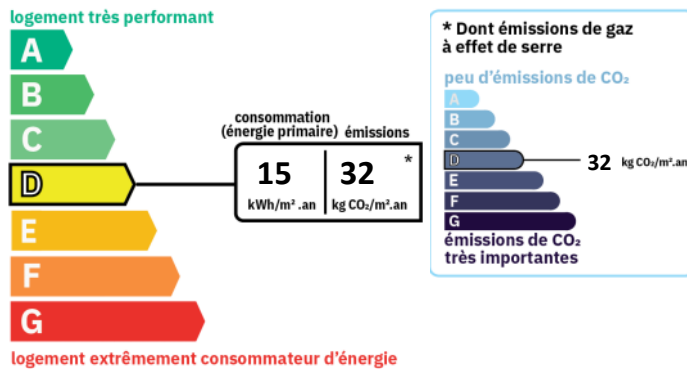 logement très performant
A
B
C
D
E
F
G
logement extrêmement consommateur d'énergie
consommation
(énergie primaire) émissions
15 32 *
kWh/m² .an kg CO₂/m².an
* Dont émissions de gaz
à effet de serre
peu d'émissions de CO₂
A
B
C
D 32 kg CO₂/m².an
E
F
G
émissions de CO₂
très importantes